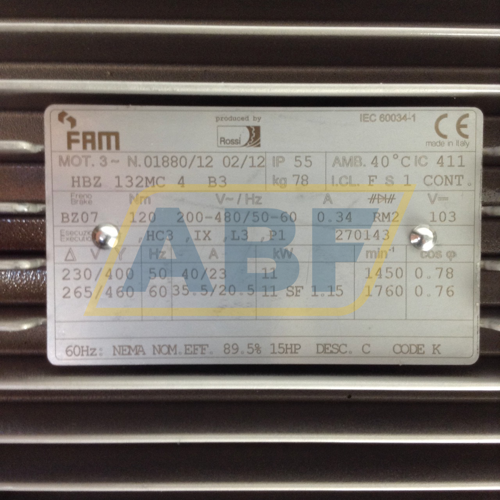 FAM
produced by
Rossi
IEC 60034-1
CE
made in Italy
MOT. 3~ N.01880/12 02/12 IP 55 AMB. 40°C IC 411
HBZ 132MC 4 B3 kg 78 I.CL. F S 1 CONT.
Freno Brake Nm V~/Hz A V=
BZ07 120 200-480/50-60 0.34 RM2 103
,HC3 ,IX ,L3 ,P1 270143
Δ V Y Hz A kW min-1 cos φ
230/400 50 40/23 11 1450 0.78
265/460 60 35.5/20.5 11 SF 1.15 1760 0.76
60Hz: NEMA NOM.EFF. 89.5% 15HP DESC. C CODE K
ABF